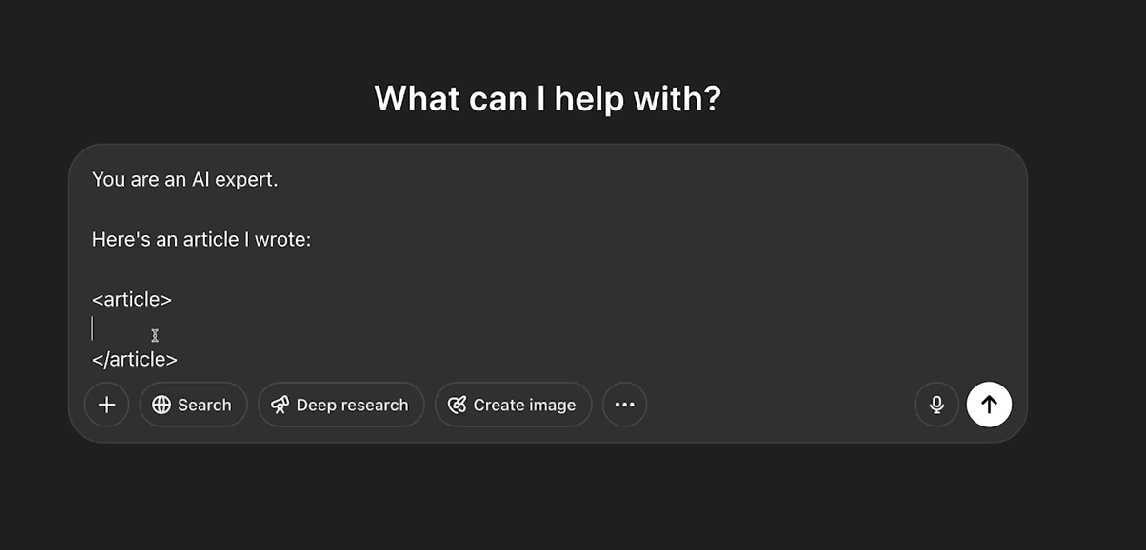 What can I help with?
You are an AI expert.
Here's an article I wrote:
<article>
</article>
Search
Deep research
Create image